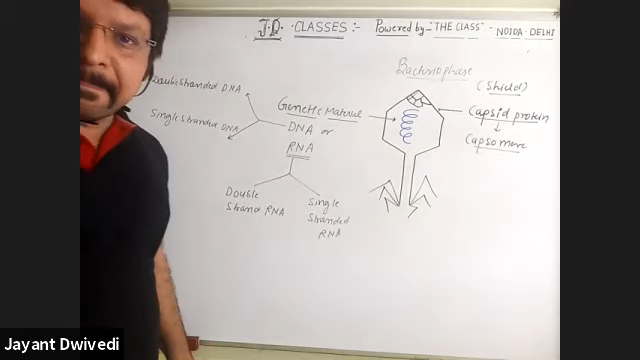 J.D. CLASSES :- Powered by - "THE CLASS" - NOIDA - DELHI
Bacteriophase
(Shield)
Double Stranded DNA
Genetic Material
Capsid protein
Single Stranded DNA
DNA or
Capsomere
RNA
Double
Strand RNA
Single
Stranded
RNA
Jayant Dwivedi